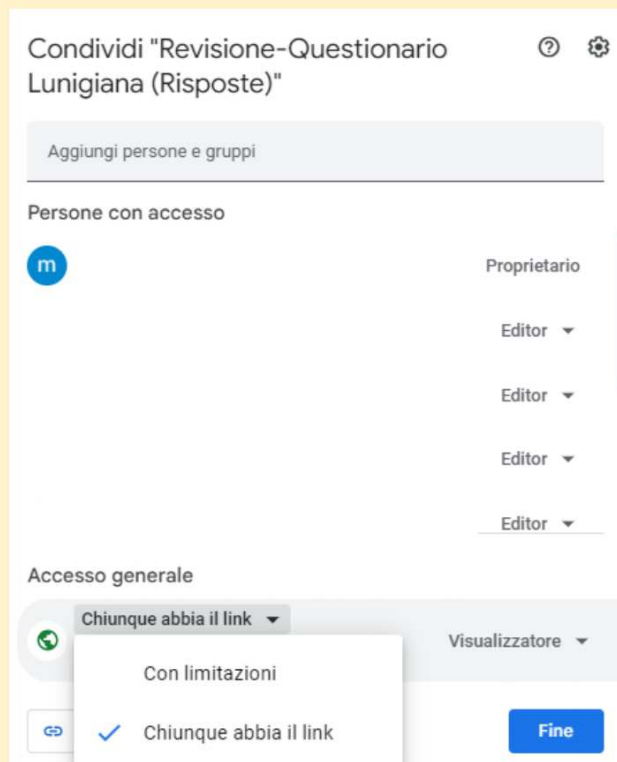 Condividi "Revisione-Questionario
Lunigiana (Risposte)"
Aggiungi persone e gruppi
Persone con accesso
m
Proprietario
Editor
Editor
Editor
Editor
Accesso generale
Chiunque abbia il link
Visualizzatore
Con limitazioni
Chiunque abbia il link
Fine